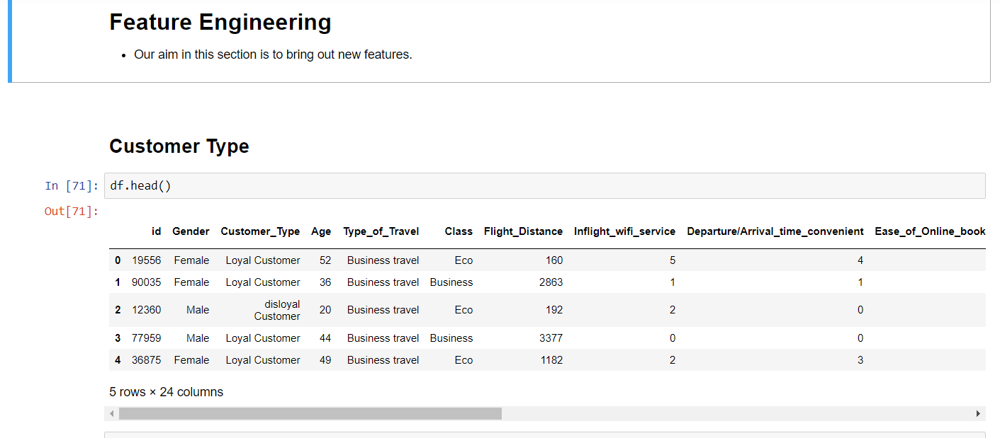 Feature Engineering
• Our aim in this section is to bring out new features.
Customer Type
In [71]: df.head()
Out[71]:
id Gender Customer_Type Age Type_of_Travel Class Flight_Distance Inflight_wifi_service Departure/Arrival_time_convenient Ease_of_Online_book
0 19556 Female Loyal Customer 52 Business travel Eco 160 5 4
1 90035 Female Loyal Customer 36 Business travel Business 2863 1 1
2 12360 Male disloyal Customer 20 Business travel Eco 192 2 0
3 77959 Male Loyal Customer 44 Business travel Business 3377 0 0
4 36875 Female Loyal Customer 49 Business travel Eco 1182 2 3
5 rows × 24 columns